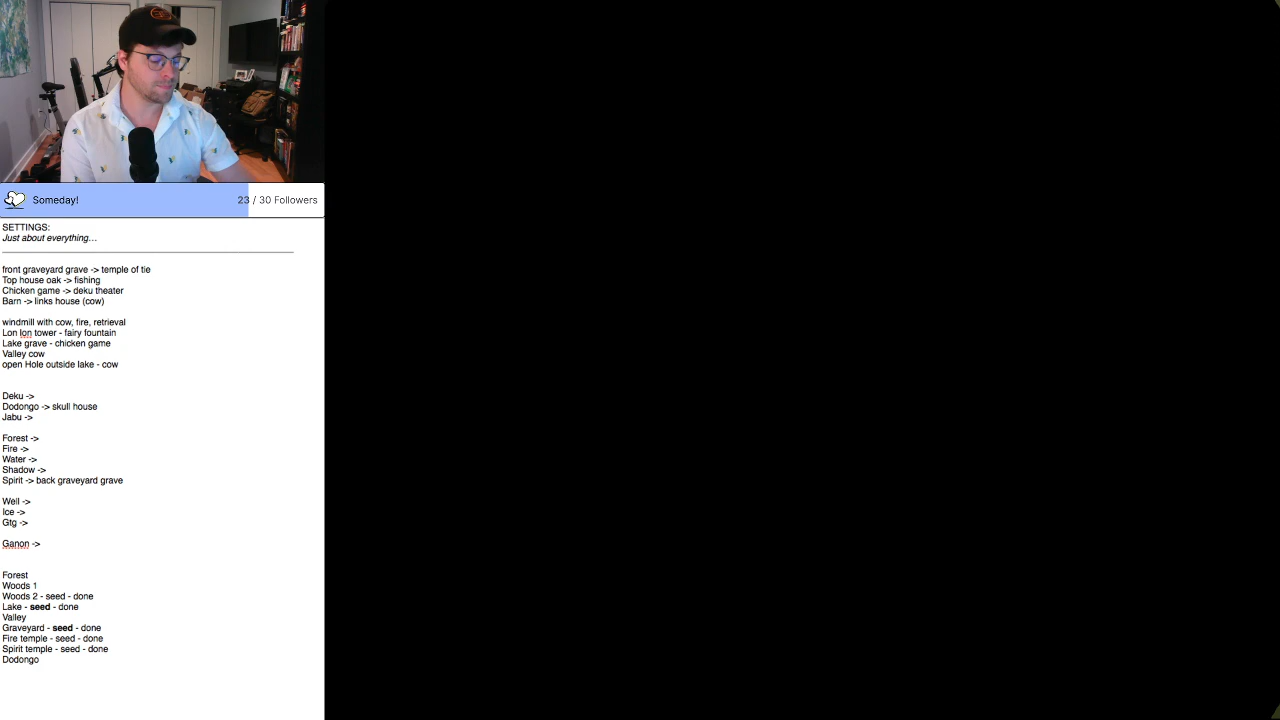 Someday!
23 / 30 Followers
SETTINGS:
Just about everything...
front graveyard grave -> temple of tie
Top house oak -> fishing
Chicken game -> deku theater
Barn -> links house (cow)
windmill with cow, fire, retrieval
Lon lon tower - fairy fountain
Lake grave - chicken game
Valley cow
open Hole outside lake - cow
Deku ->
Dodongo -> skull house
Jabu ->
Forest ->
Fire ->
Water ->
Shadow ->
Spirit -> back graveyard grave
Well ->
Ice ->
Gtg ->
Ganon ->
Forest
Woods 1
Woods 2 - seed - done
Lake - seed - done
Valley
Graveyard - seed - done
Fire temple - seed - done
Spirit temple - seed - done
Dodongo